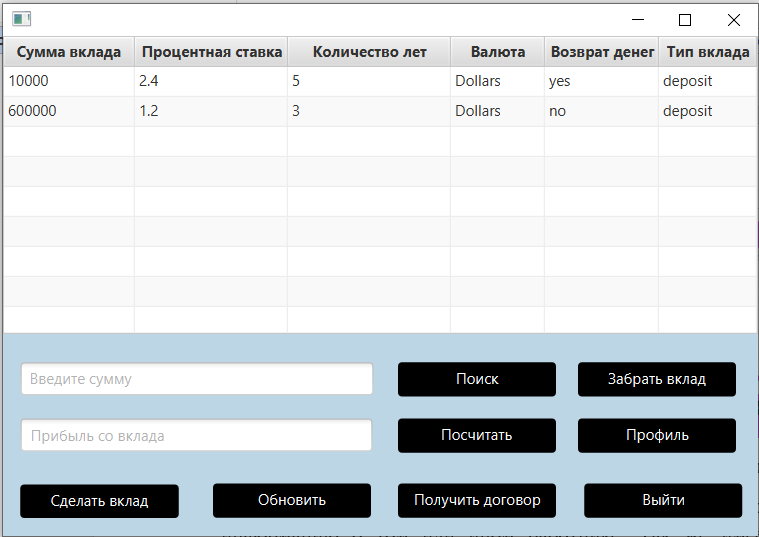 Сумма вклада Процентная ставка Количество лет Валюта Возврат денег Тип вклада
10000 2.4 5 Dollars yes deposit
600000 1.2 3 Dollars no deposit
Введите сумму Поиск Забрать вклад
Прибыль со вклада Посчитать Профиль
Сделать вклад Обновить Получить договор Выйти